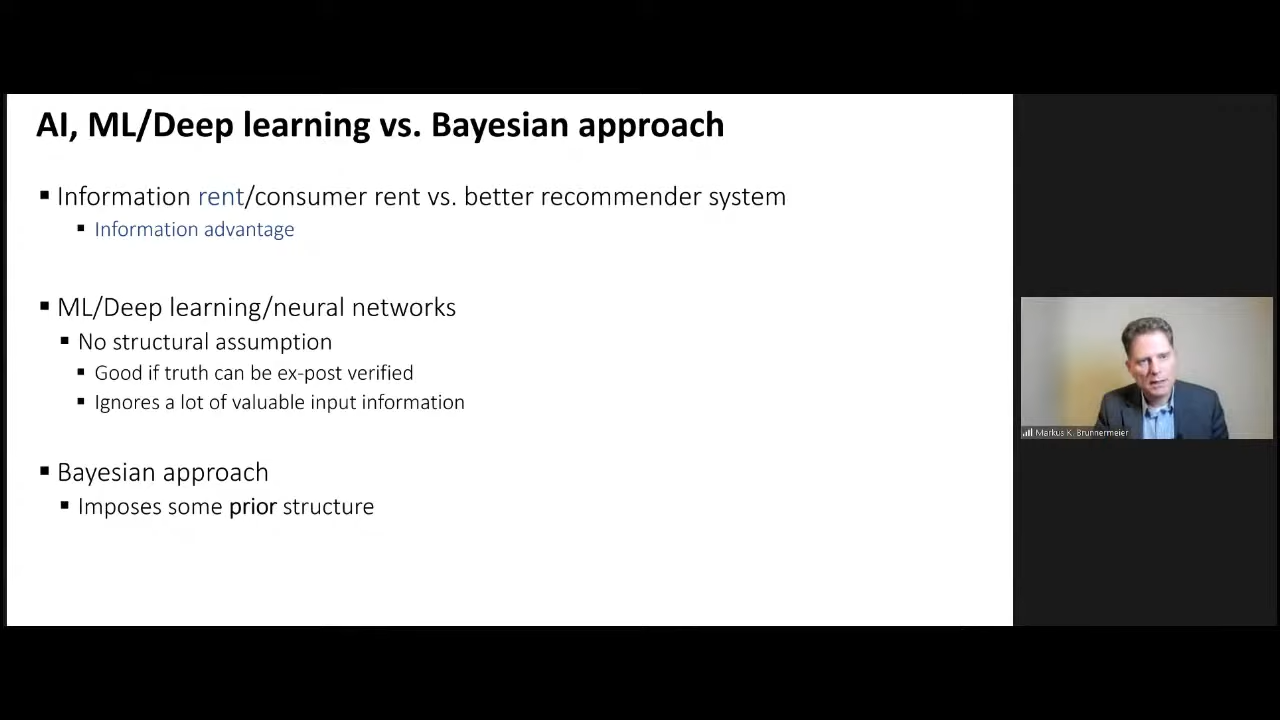 AI, ML/Deep learning vs. Bayesian approach
▪ Information rent/consumer rent vs. better recommender system
▪ Information advantage
▪ ML/Deep learning/neural networks
▪ No structural assumption
▪ Good if truth can be ex-post verified
▪ Ignores a lot of valuable input information
▪ Bayesian approach
▪ Imposes some prior structure
Markus K. Brunnermeier